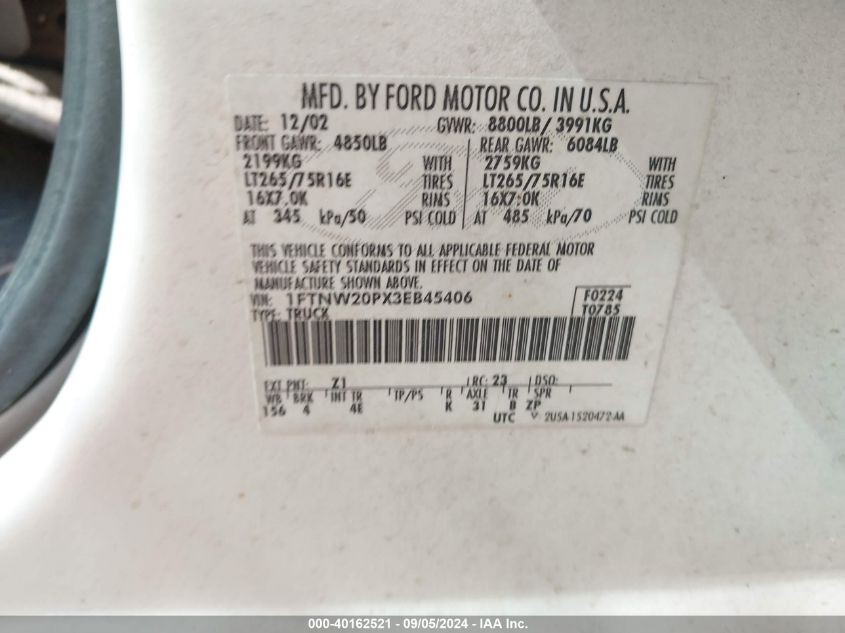 MFD. BY FORD MOTOR CO. IN U.S.A.
DATE: 12/02 GVWR: 8800LB/ 3991KG
FRONT GAWR: 4850LB REAR GAWR: 6084LB
2199KG WITH 2759KG WITH
LT265/75R16E TIRES LT265/75R16E TIRES
16X7.0K RIMS 16X7.0K RIMS
AT 345 kPa/50 PSI COLD AT 485 kPa/70 PSI COLD
THIS VEHICLE CONFORMS TO ALL APPLICABLE FEDERAL MOTOR
VEHICLE SAFETY STANDARDS IN EFFECT ON THE DATE OF
MANUFACTURE SHOWN ABOVE.
VIN: 1FTNW20PX3EB45406 F0224
TYPE: TRUCK T0785
EXT PNT: Z1 RC: 23 DSO:
WB BRK INT TR TP/PS R AXLE TR SPR
156 4 4E K 31 B ZP
UTC 2U5A-1520472-AA
000-40162521 - 09/05/2024 - IAA Inc.